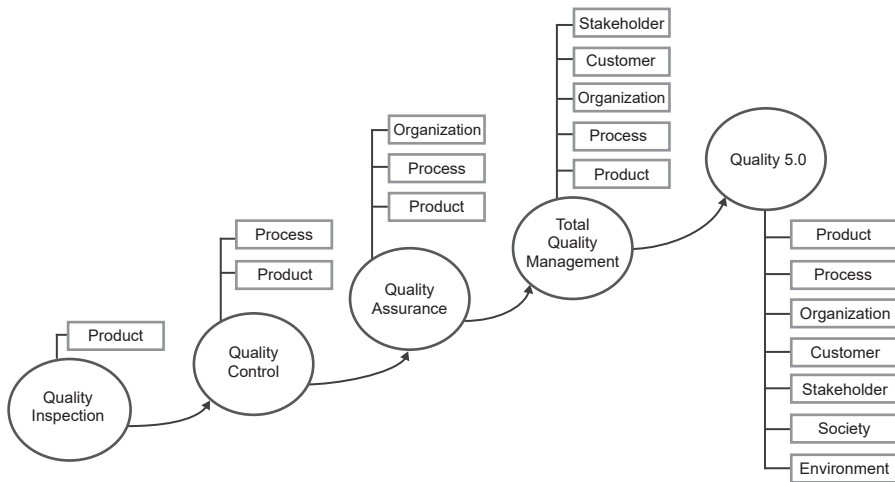 Product
Quality
Inspection
Process
Product
Quality
Control
Organization
Process
Product
Quality
Assurance
Stakeholder
Customer
Organization
Process
Product
Total
Quality
Management
Quality 5.0
Product
Process
Organization
Customer
Stakeholder
Society
Environment